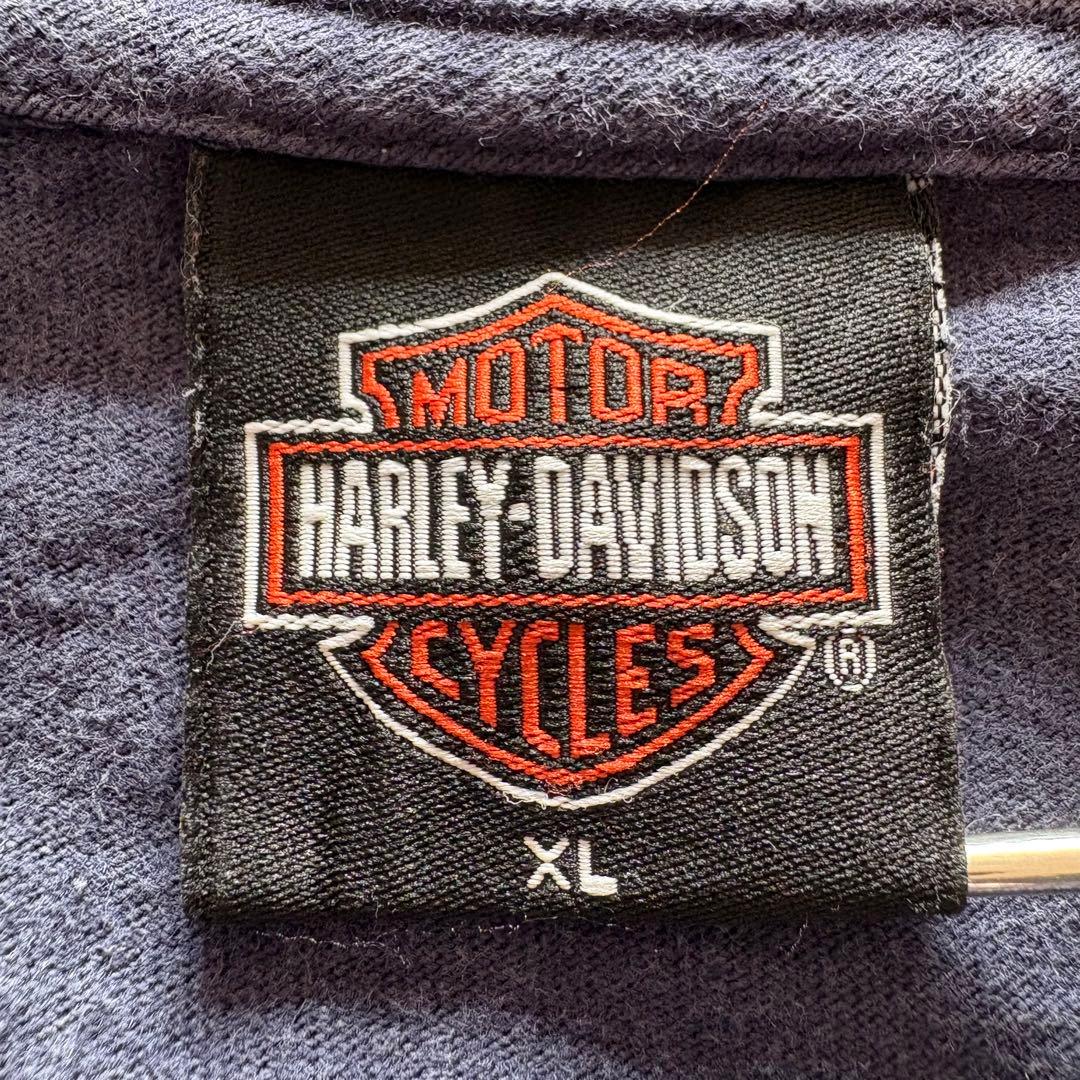 MOTOR
HARLEY-DAVIDSON
CYCLES
®
XL